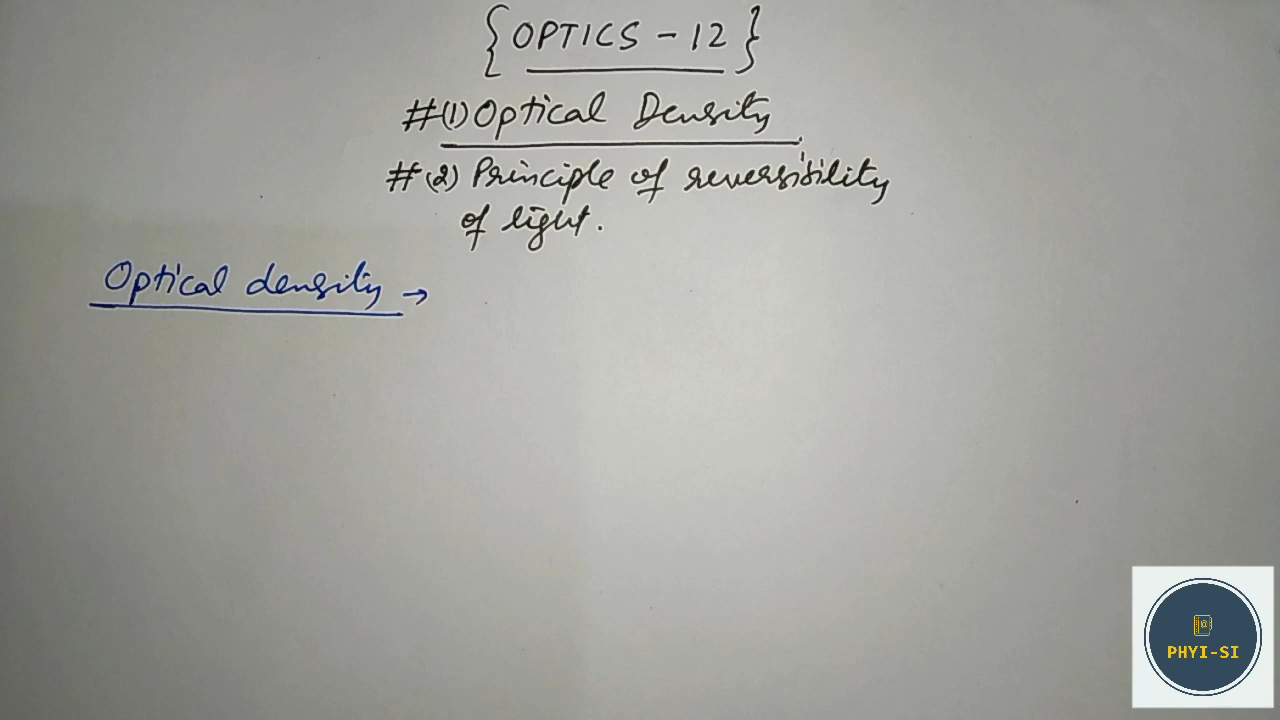 {OPTICS - 12}
#(1) Optical Density
#(2) Principle of reversibility
of light.
Optical density →
PHYI-SI